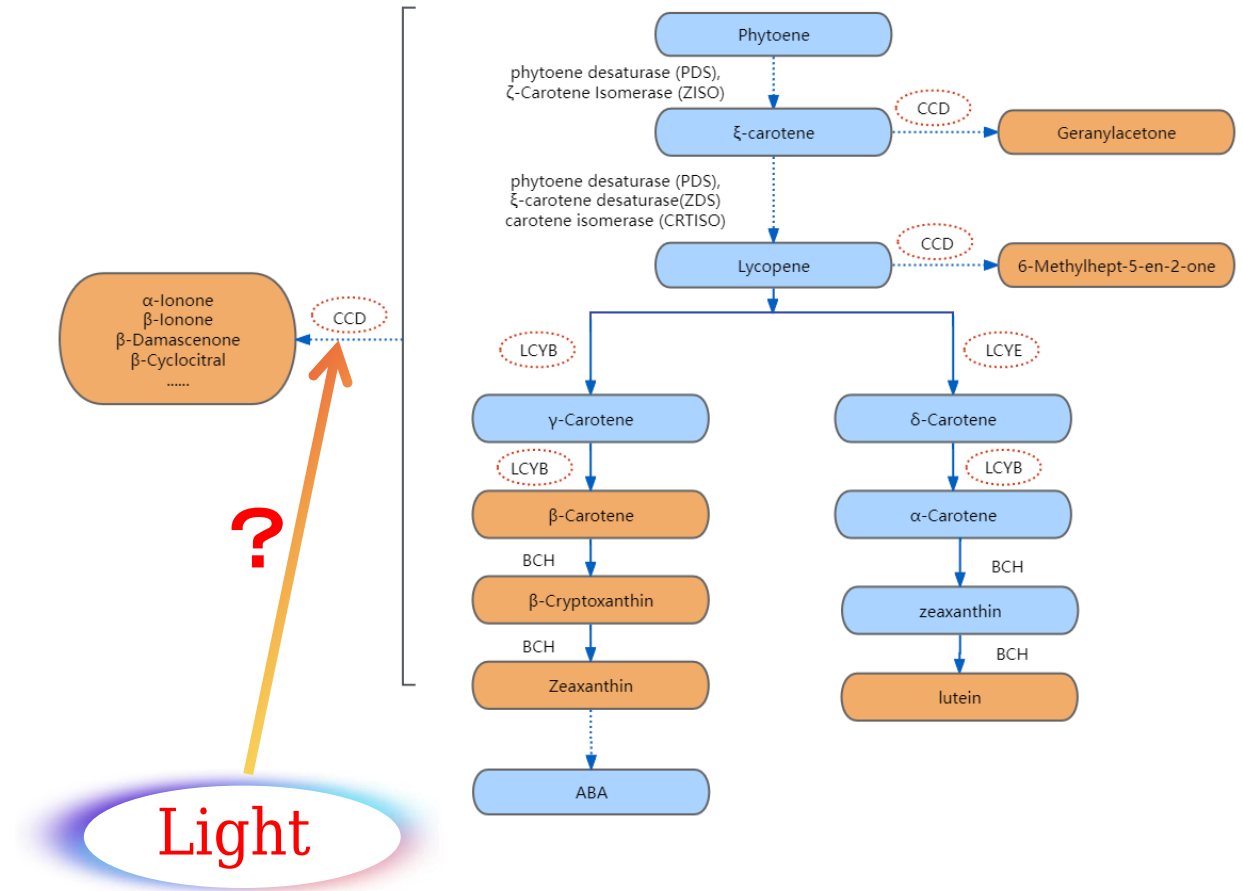 Phytoene
phytoene desaturase (PDS),
ζ-Carotene Isomerase (ZISO)
CCD
ξ-carotene
Geranylacetone
phytoene desaturase (PDS),
ξ-carotene desaturase(ZDS)
carotene isomerase (CRTISO)
CCD
Lycopene
6-Methylhept-5-en-2-one
α-Ionone
β-Ionone
β-Damascenone
β-Cyclocitral
......
CCD
LCYB
LCYE
γ-Carotene
δ-Carotene
LCYB
LCYB
β-Carotene
α-Carotene
?
BCH
BCH
β-Cryptoxanthin
zeaxanthin
BCH
BCH
Zeaxanthin
lutein
ABA
Light